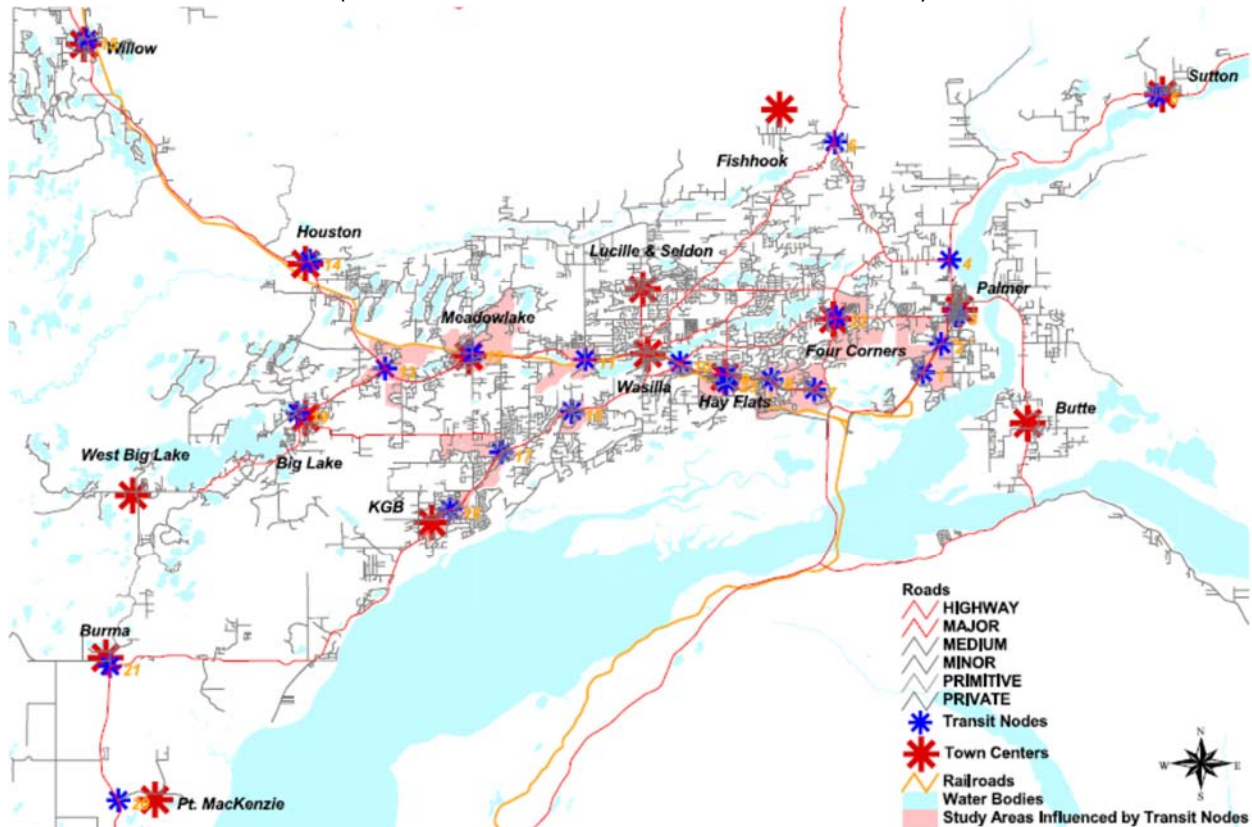 Willow
Sutton
Fishhook
Houston
14
Lucille & Seldon
4
Palmer
Meadowlake
Four Corners
11
Wasilla
Hay Flats
7
Butte
West Big Lake
Big Lake
17
KGB
Burma
21
Pt. MacKenzie
Roads
HIGHWAY
MAJOR
MEDIUM
MINOR
PRIMITIVE
PRIVATE
Transit Nodes
Town Centers
Railroads
Water Bodies
Study Areas Influenced by Transit Nodes
N
W
E
S